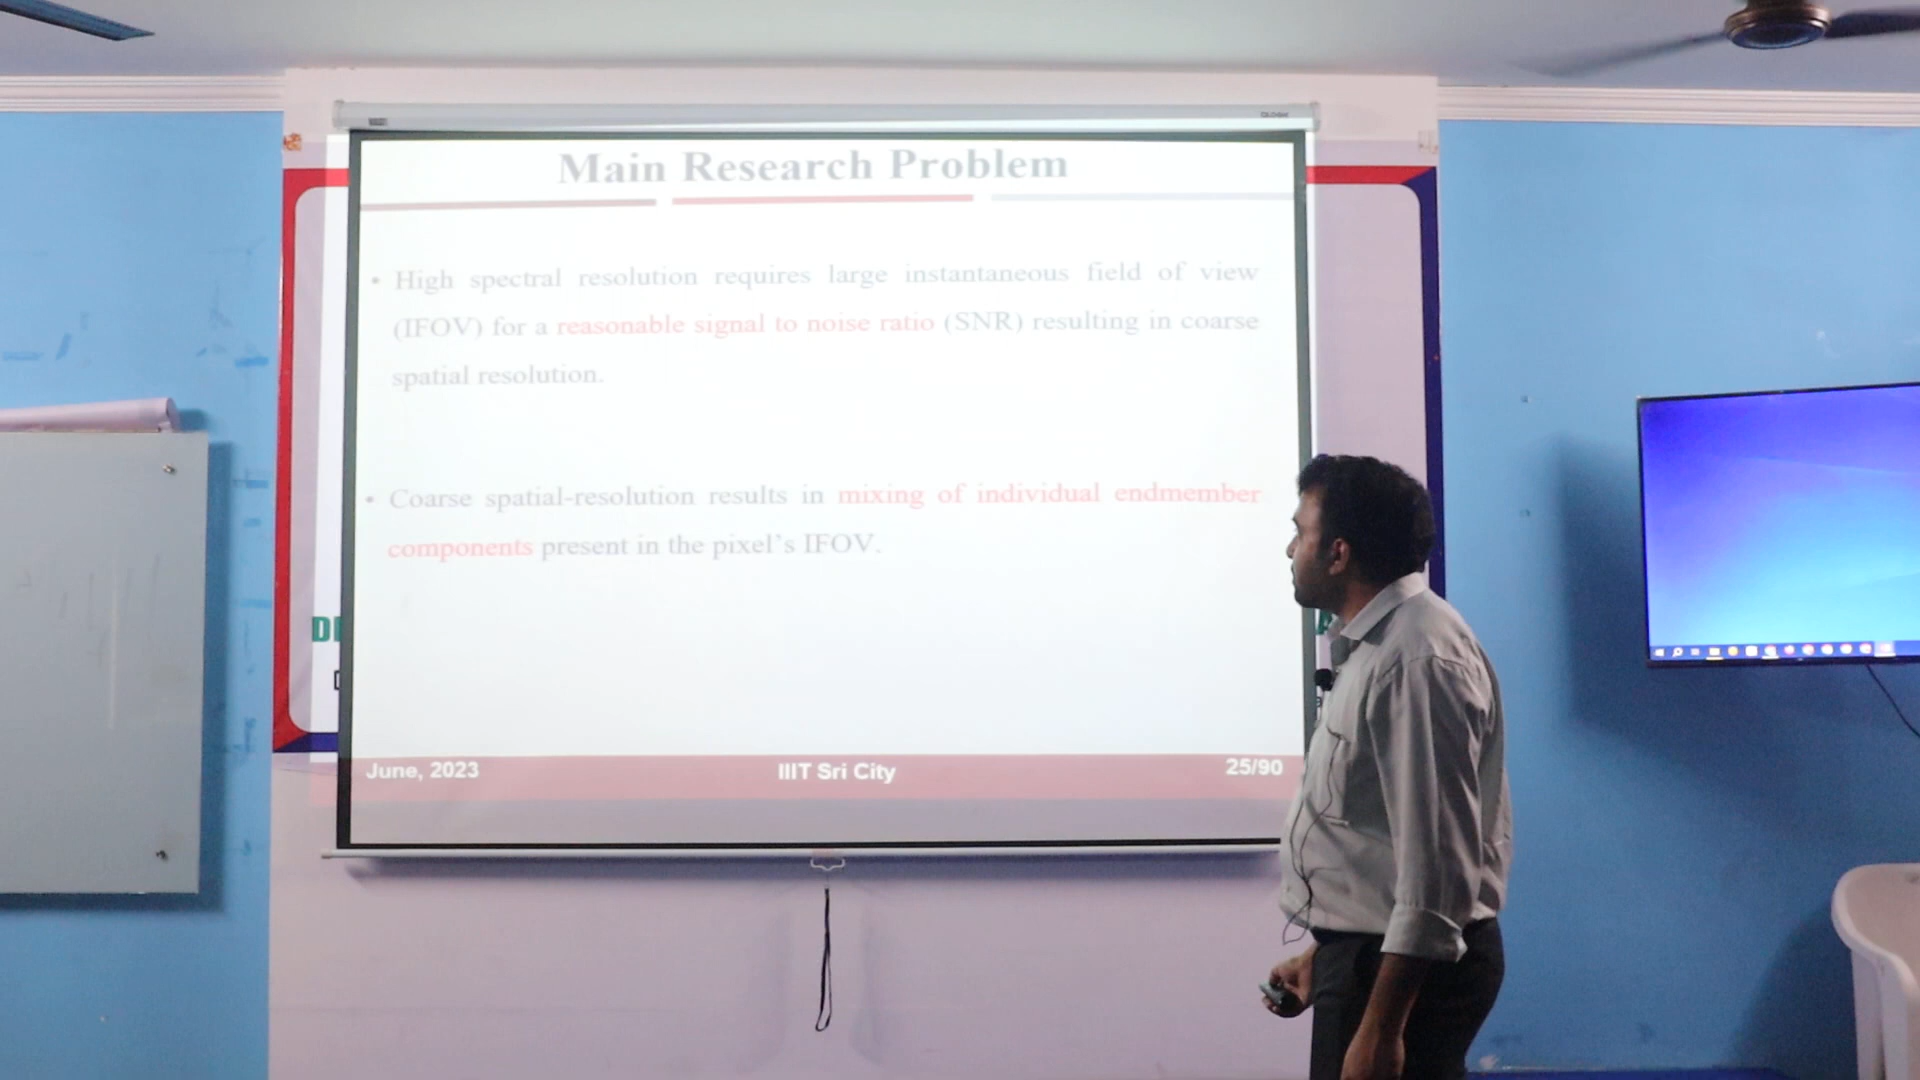 Main Research Problem
• High spectral resolution requires large instantaneous field of view
(IFOV) for a reasonable signal to noise ratio (SNR) resulting in coarse
spatial resolution.
• Coarse spatial-resolution results in mixing of individual endmember
components present in the pixel's IFOV.
June, 2023 IIIT Sri City 25/90